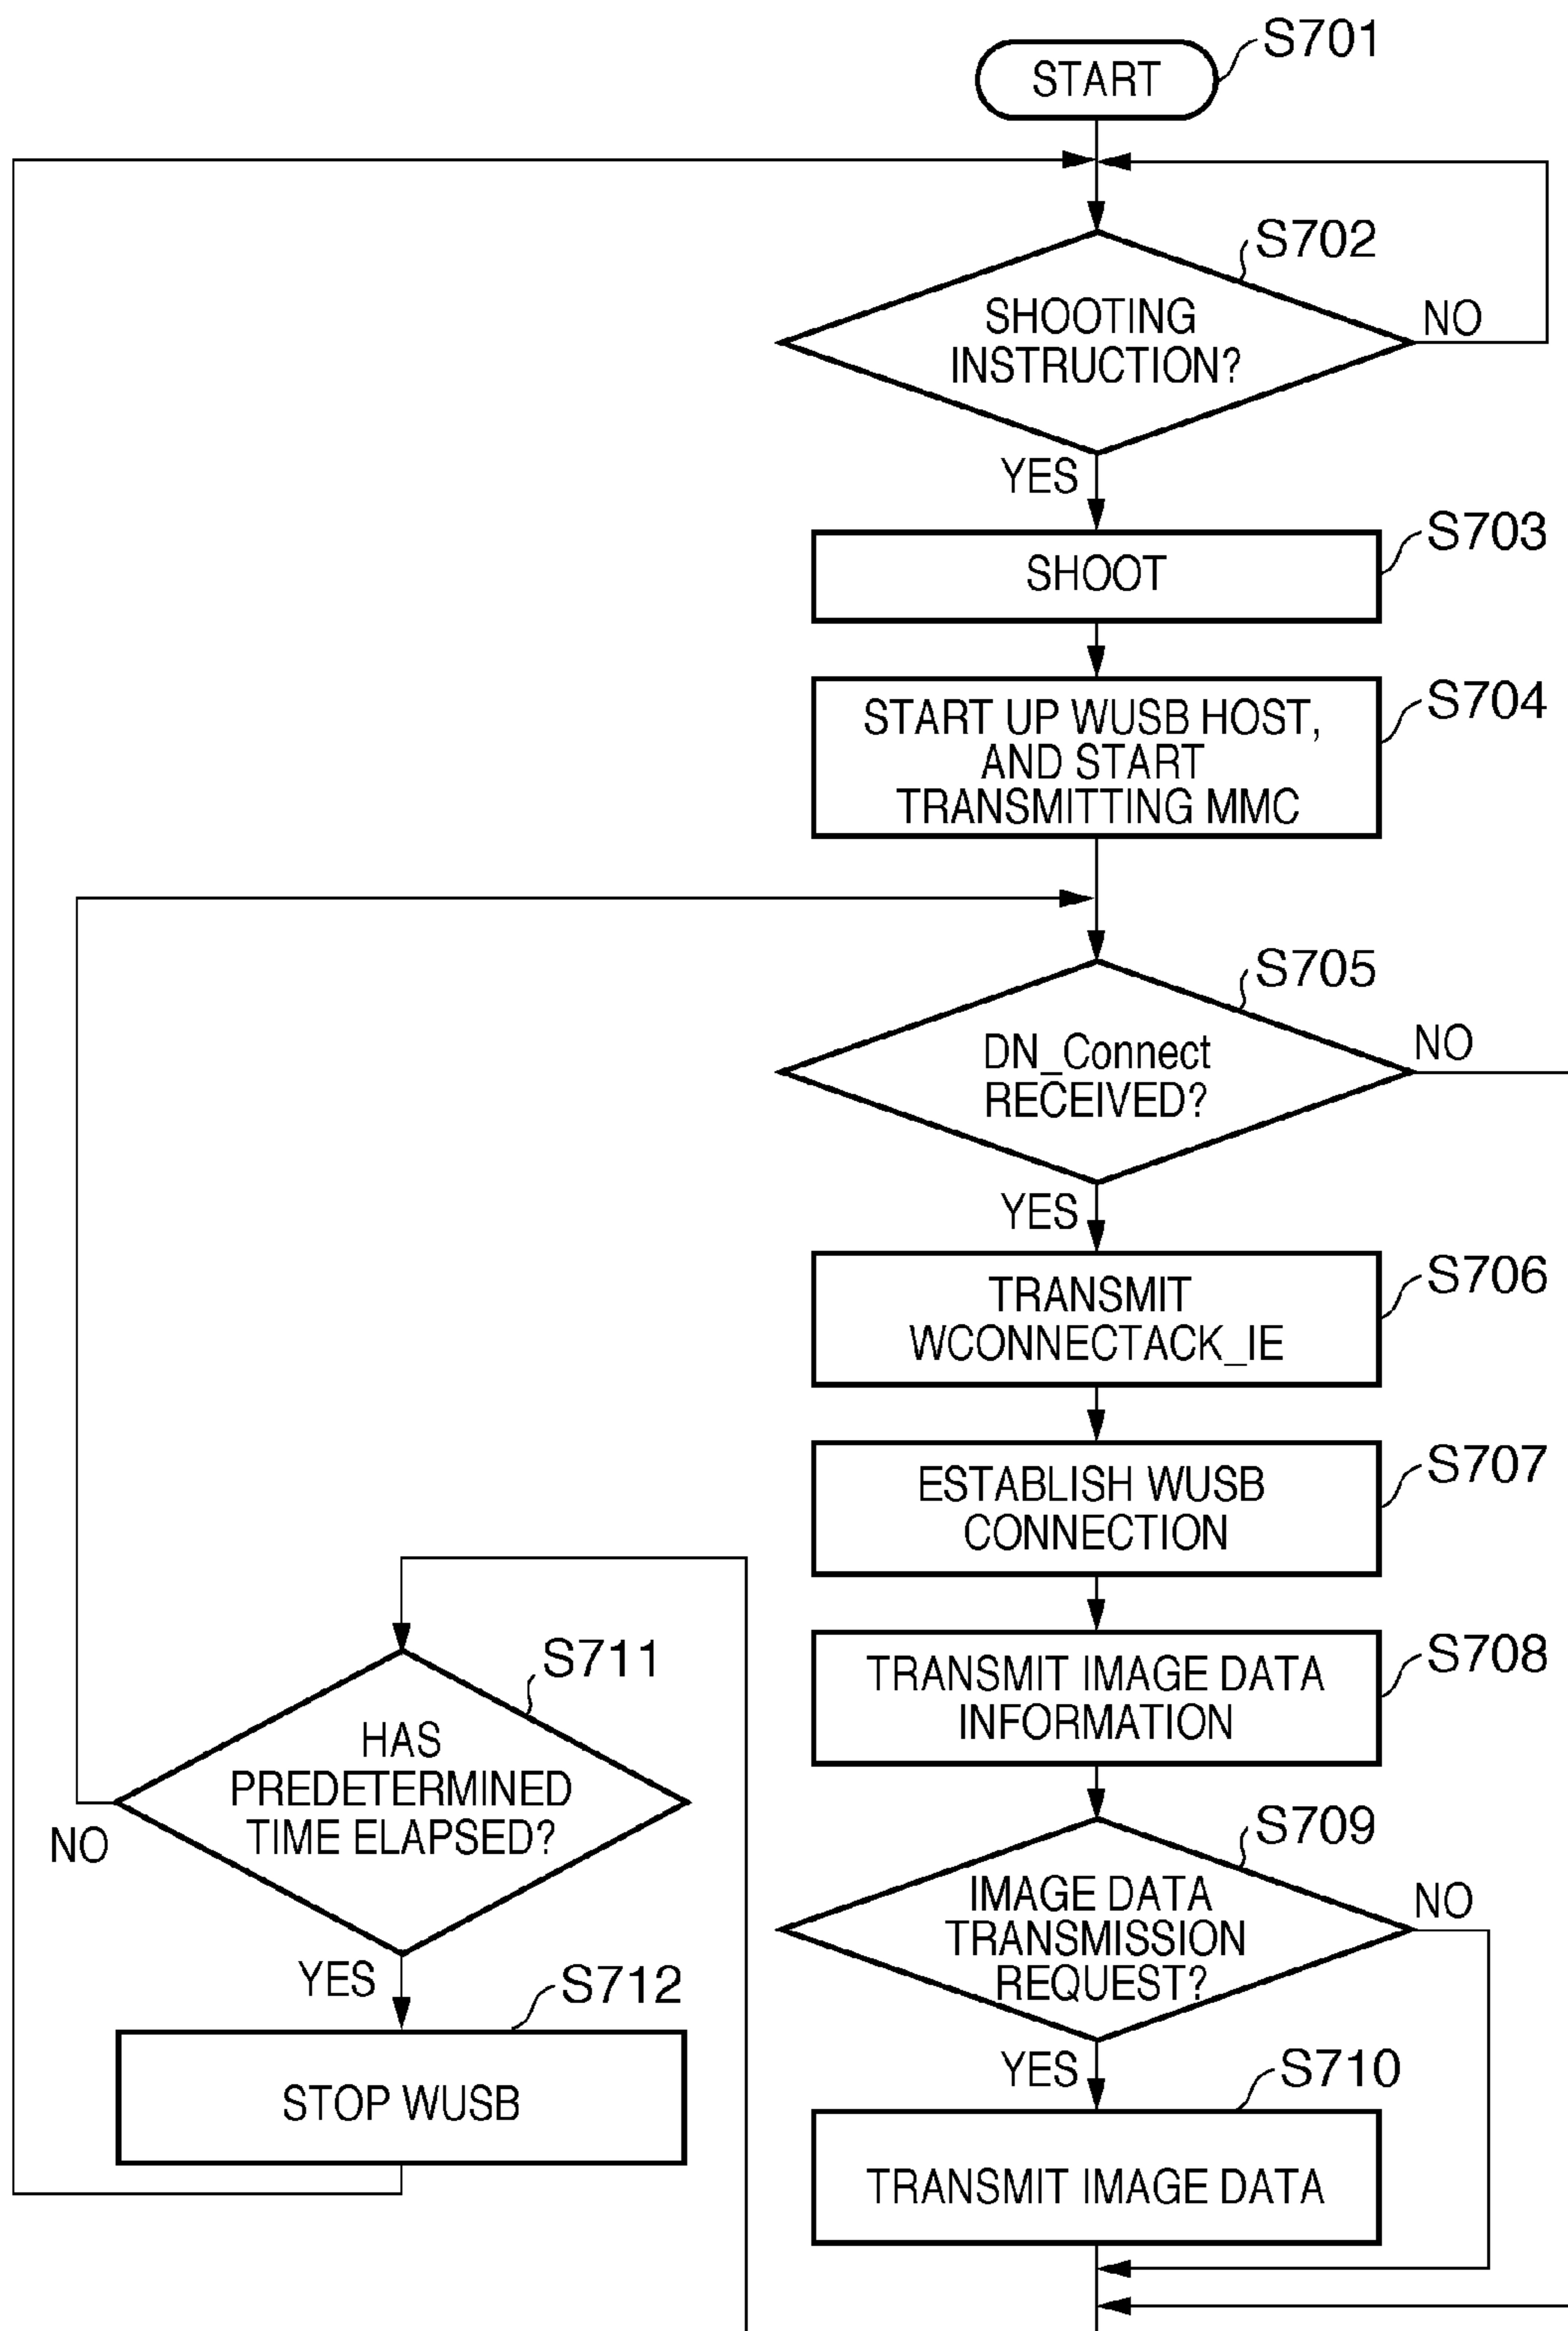 S701
START
S702
SHOOTING
INSTRUCTION?
NO
YES
S703
SHOOT
S704
START UP WUSB HOST,
AND START
TRANSMITTING MMC
S705
DN_Connect
RECEIVED?
NO
YES
S706
TRANSMIT
WCONNECTACK_IE
S707
ESTABLISH WUSB
CONNECTION
S708
TRANSMIT IMAGE DATA
INFORMATION
S709
IMAGE DATA
TRANSMISSION
REQUEST?
NO
YES
S710
TRANSMIT IMAGE DATA
S711
HAS
PREDETERMINED
TIME ELAPSED?
NO
YES
S712
STOP WUSB